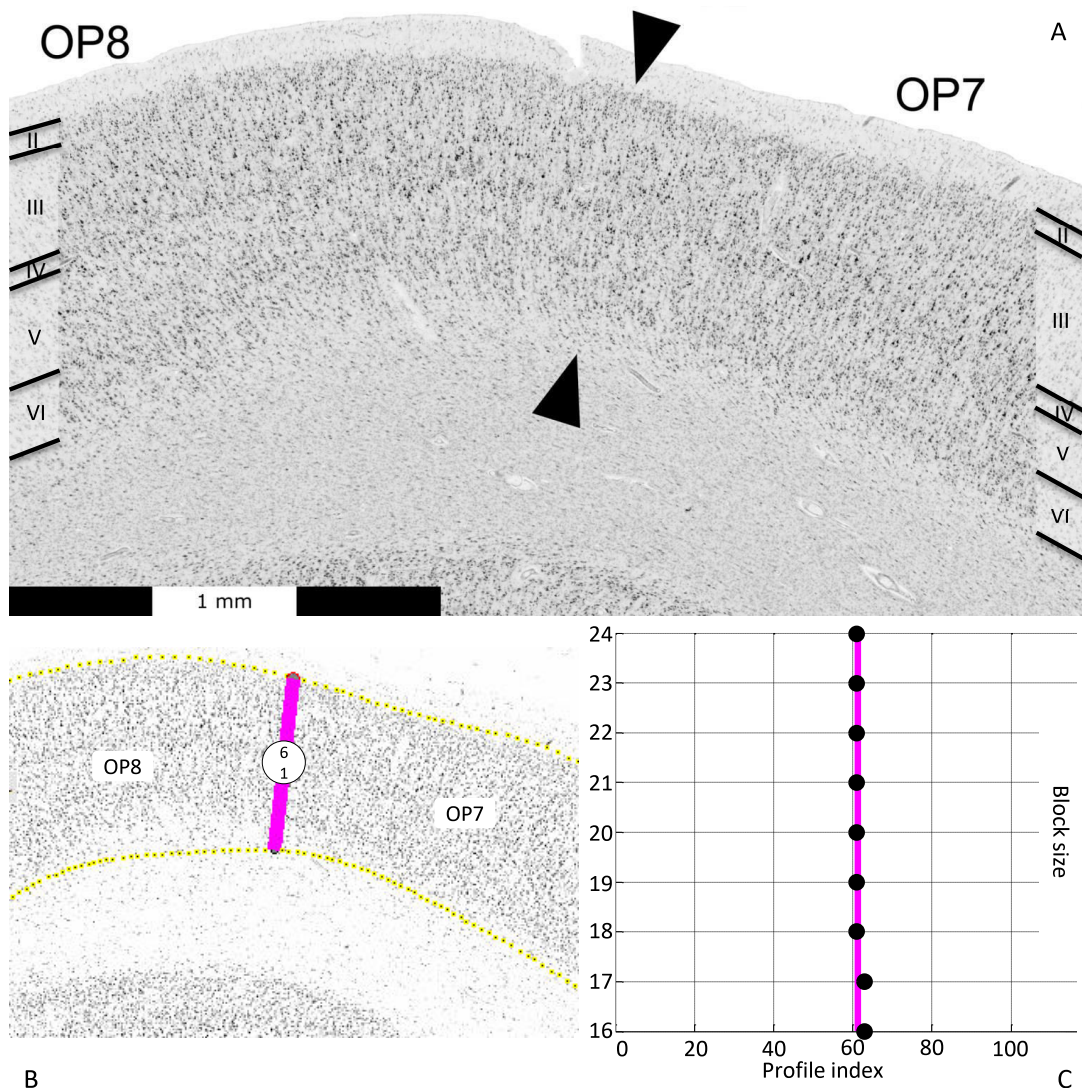 OP8
A
OP7
II
III
IV
V
VI
II
III
IV
V
VI
1 mm
OP8
6
1
OP7
B
24
23
22
21
20
19
18
17
16
0
20
40
60
80
100
Profile index
Block size
C